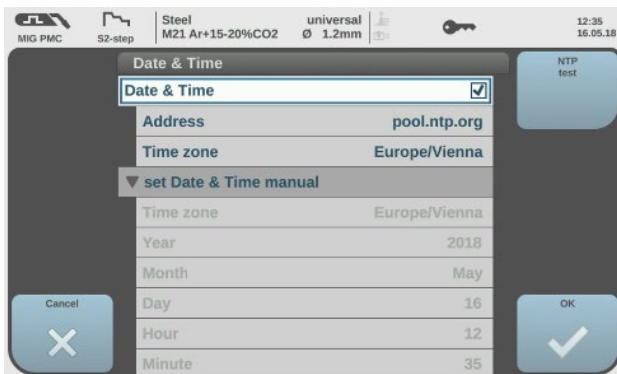 MIG PMC
S2-step
Steel
M21 Ar+15-20%CO2
universal
Ø 1.2mm
12:35
16.05.18
Date & Time
NTP
test
Date & Time
Address pool.ntp.org
Time zone Europe/Vienna
set Date & Time manual
Time zone Europe/Vienna
Year 2018
Month May
Day 16
Hour 12
Minute 35
Cancel
OK